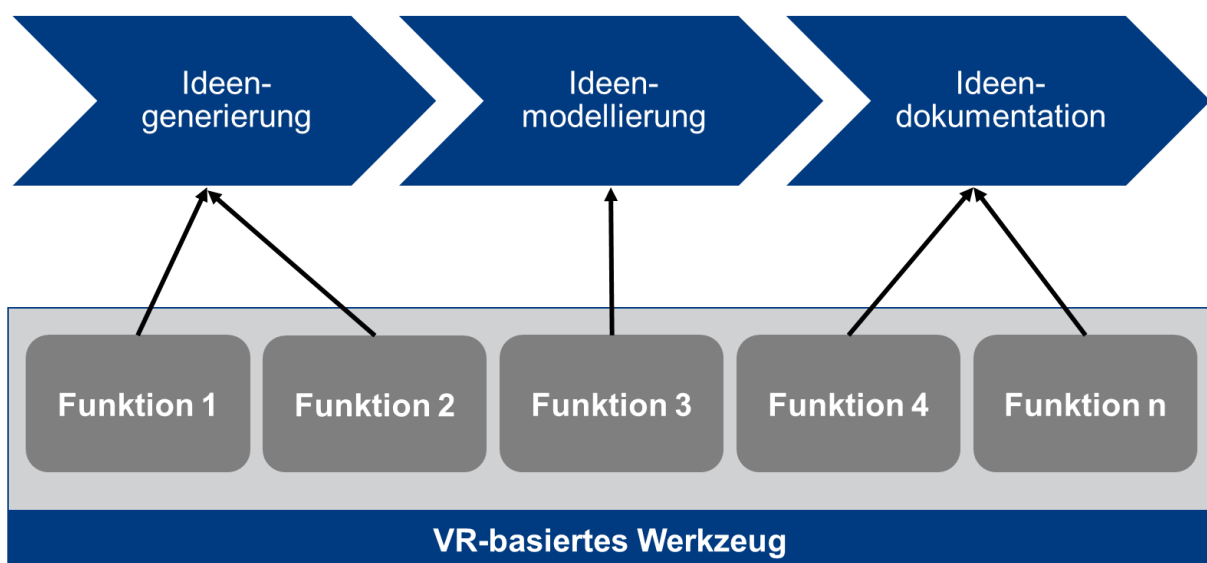 Ideen-
generierung
Ideen-
modellierung
Ideen-
dokumentation
Funktion 1
Funktion 2
Funktion 3
Funktion 4
Funktion n
VR-basiertes Werkzeug